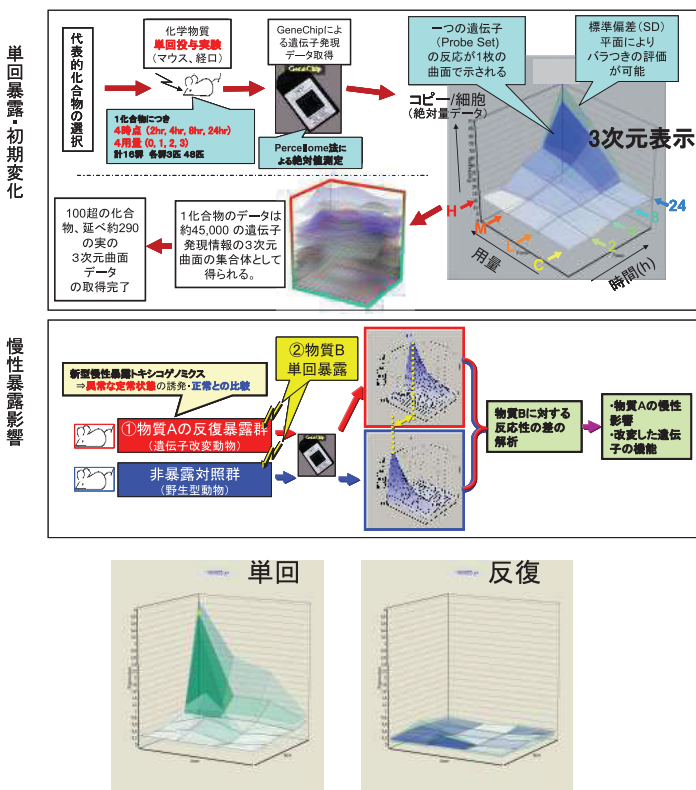 単回暴露・初期変化
代表的化合物の選択
化学物質
単回投与実験
(マウス、経口)
1化合物につき
4時点 (2hr, 4hr, 8hr, 24hr)
4用量 (0, 1, 2, 3)
計16群 各群3匹 48匹
GeneChipによ
る遺伝子発現
データ取得
GeneChip
Percellome法に
よる絶対値測定
一つの遺伝子
(Probe Set)
の反応が1枚の
曲面で示される
標準偏差(SD)
平面により
バラつきの評価
が可能
コピー/細胞
(絶対量データ)
3次元表示
H
M
L
C
2
4
8
24
用量
時間(h)
1化合物のデータは
約45,000 の遺伝子
発現情報の3次元
曲面の集合体として
得られる。
100超の化合
物、延べ約290
の実の
3次元曲面
データ
の取得完了
慢性暴露影響
新型慢性暴露トキシコゲノミクス
⇒異常な定常状態の誘発・正常との比較
②物質B
単回暴露
①物質Aの反復暴露群
(遺伝子改変動物)
非暴露対照群
(野生型動物)
GeneChip
物質Bに対する
反応性の差の
解析
・物質Aの慢性
影響
・改変した遺伝
子の機能
単回
反復